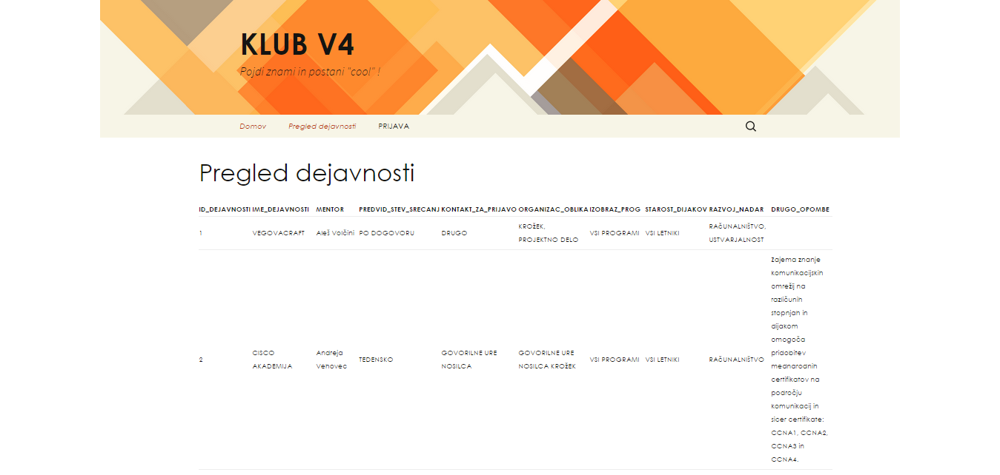 KLUB V4
Pojdi znami in postani "cool" !
Domov Pregled dejavnosti PRIJAVA
Pregled dejavnosti
ID_DEJAVNOSTI IME_DEJAVNOSTI MENTOR PREDVID_STEV_SRECANJ KONTAKT_ZA_PRIJAVO ORGANIZAC_OBLIKA IZOBRAZ_PROG STAROST_DIJAKOV RAZVOJ_NADAR DRUGO_OPOMBE
1 VEGOVACRAFT Aleš Volčini PO DOGOVORU DRUGO KROŽEK, VSI PROGRAMI VSI LETNIKI RAČUNALNIŠTVO,
PROJEKTNO DELO USTVARJALNOST
Zajema znanje
komunikacijskih
omrežij na
različunih
stopnjah in
dijakom
omogoča
2 CISCO Andreja TEDENSKO GOVORILNE URE GOVORILNE URE VSI PROGRAMI VSI LETNIKI RAČUNALNIŠTVO pridobitev
AKADEMIJA Vehovec NOSILCA NOSILCA KROŽEK mednarodnih
certifikatov na
področju
komunikacij in
sicer certifikate:
CCNA1, CCNA2,
CCNA3 in
CCNA4.